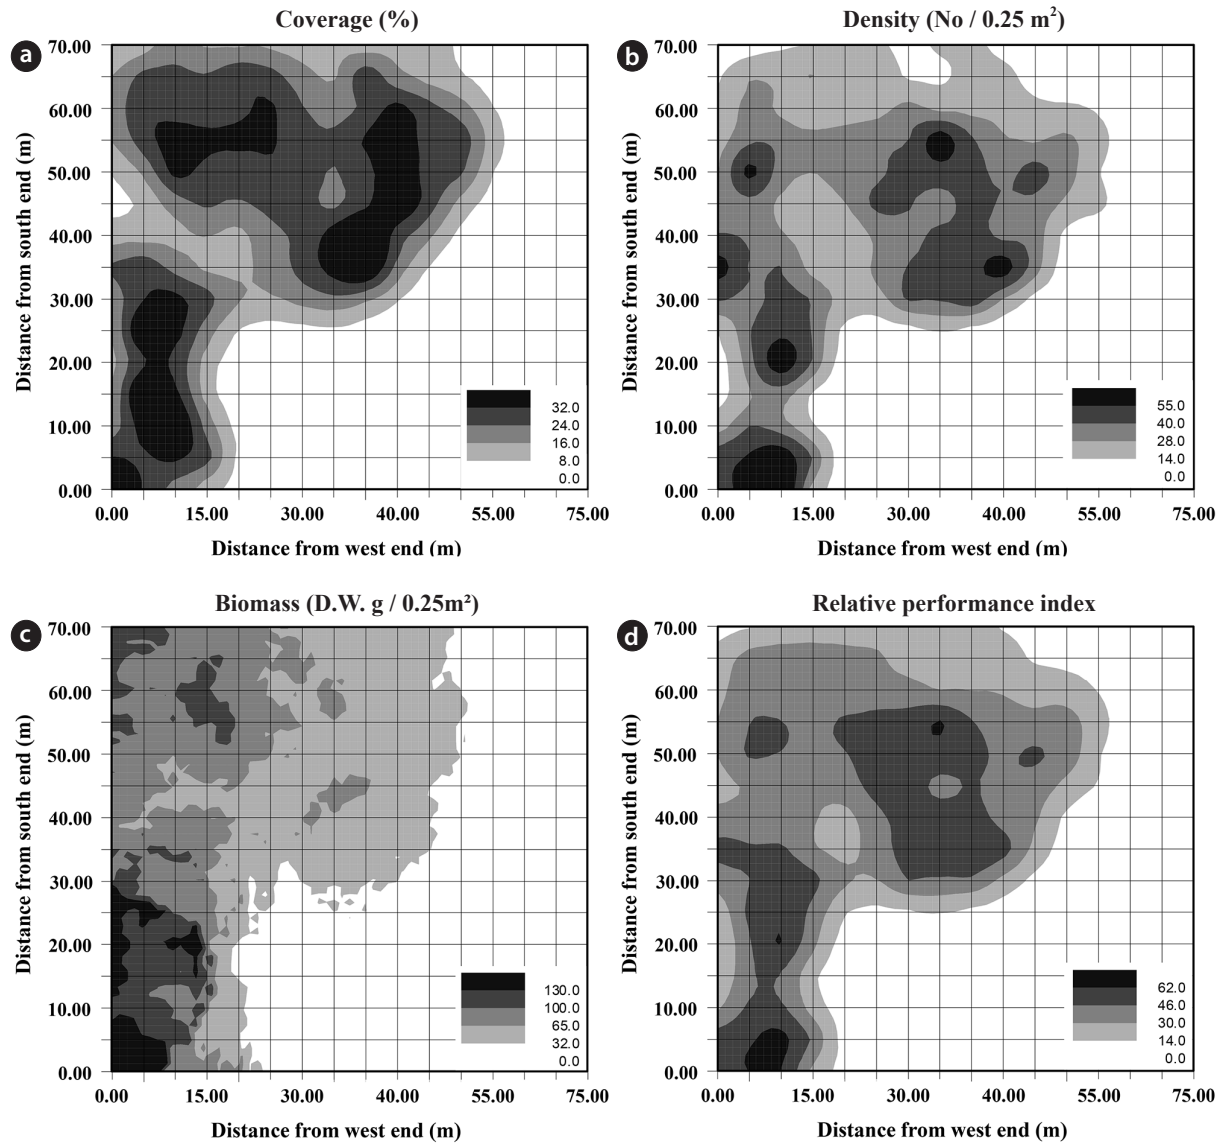 Coverage (%)
a
70.00
60.00
50.00
40.00
30.00
20.00
10.00
0.00
Distance from south end (m)
32.0
24.0
16.0
8.0
0.0
0.00 15.00 30.00 40.00 55.00 75.00
Distance from west end (m)
Density (No / 0.25 m²)
b
70.00
60.00
50.00
40.00
30.00
20.00
10.00
0.00
Distance from south end (m)
55.0
40.0
28.0
14.0
0.0
0.00 15.00 30.00 40.00 55.00 75.00
Distance from west end (m)
Biomass (D.W. g / 0.25m²)
c
70.00
60.00
50.00
40.00
30.00
20.00
10.00
0.00
Distance from south end (m)
130.0
100.0
65.0
32.0
0.0
0.00 15.00 30.00 40.00 55.00 75.00
Distance from west end (m)
Relative performance index
d
70.00
60.00
50.00
40.00
30.00
20.00
10.00
0.00
Distance from south end (m)
62.0
46.0
30.0
14.0
0.0
0.00 15.00 30.00 40.00 55.00 75.00
Distance from west end (m)